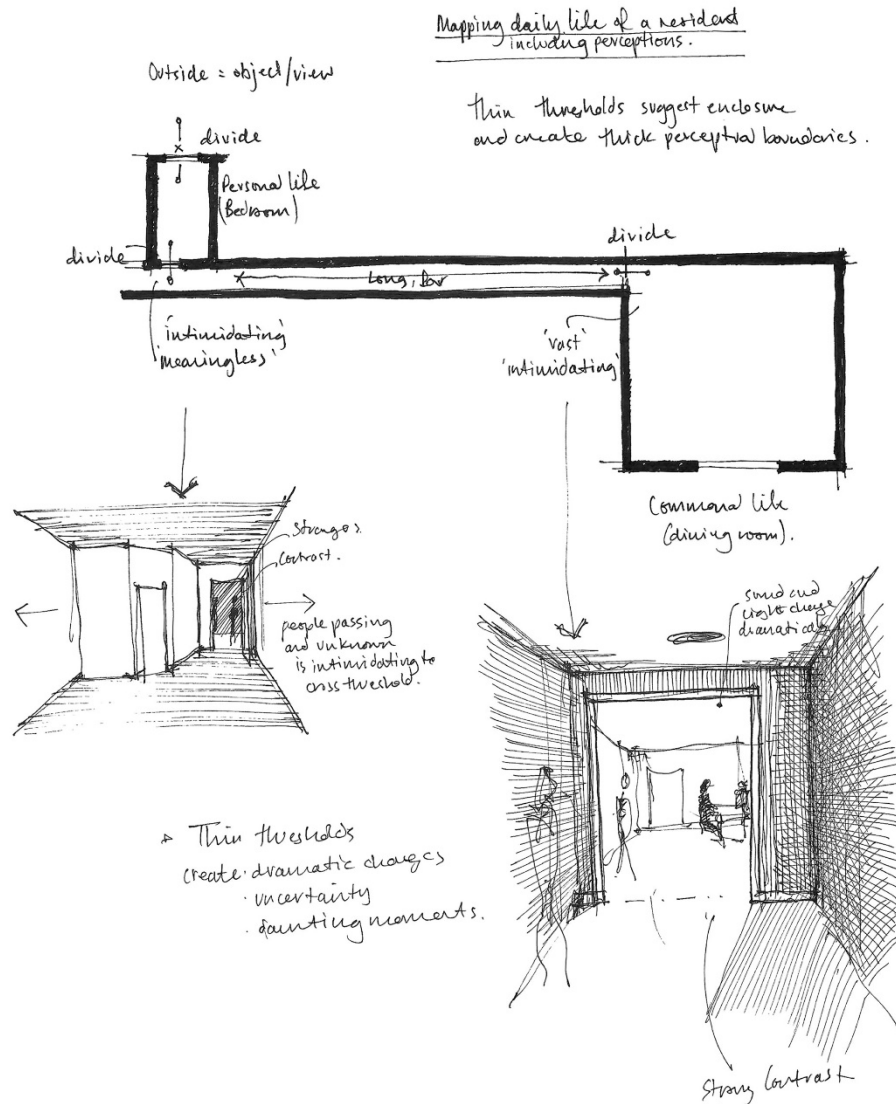 Mapping daily life of a resident
including perceptions.
Outside = object/view
thin thresholds suggest enclosure
and create thick perceptual boundaries.
divide
Personal life
(Bedroom)
divide
divide
Long, far
'intimidating'
'meaningless'
'vast'
'intimidating'
Communal life
(dining room).
strong
contrast.
people passing
and unknown
is intimidating to
cross threshold.
sound and
light change
dramatically
Thin thresholds
create · dramatic changes
· uncertainty
· daunting moments.
Strong Contrast